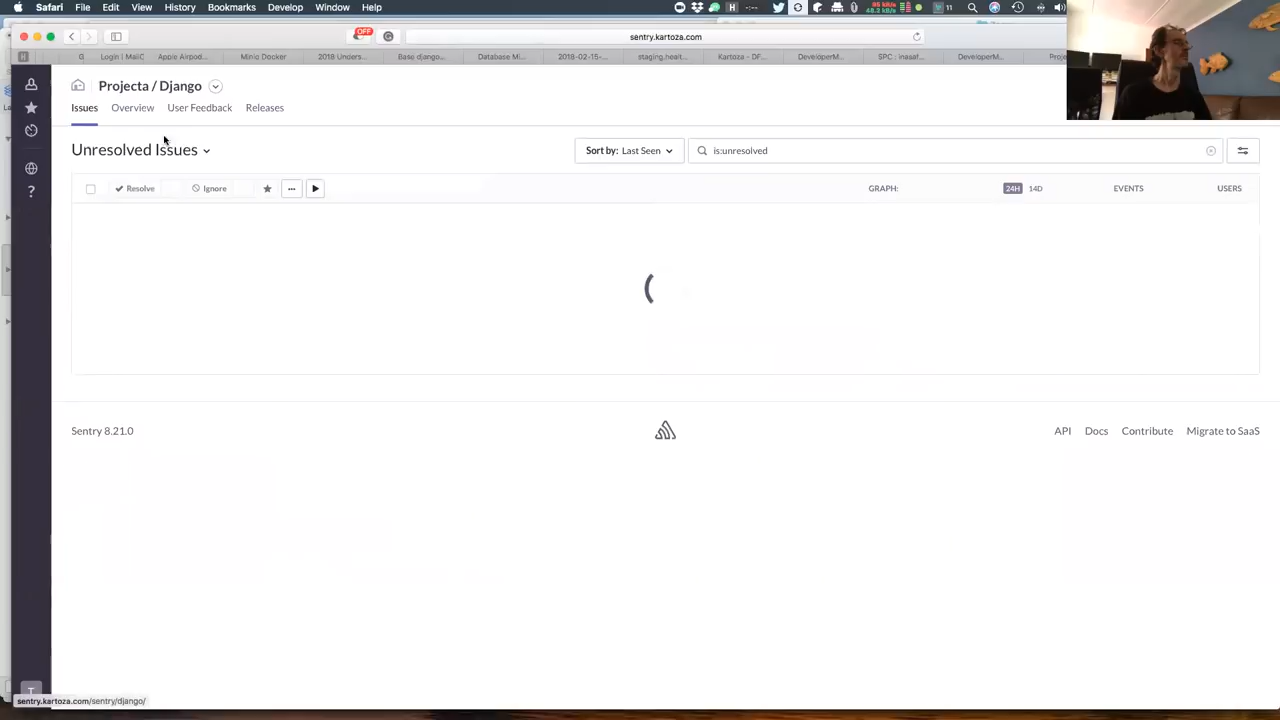 Safari File Edit View History Bookmarks Develop Window Help
11
OFF
sentry.kartoza.com
Login | MailC Apple Airpod... Minio Docker 2018 Unders... Base django... Database Mi... 2018-02-15-... staging.healt... Kartoza - DF... DeveloperM... SPC : inasaf... DeveloperM...
Projecta / Django
Issues Overview User Feedback Releases
Unresolved Issues
Sort by: Last Seen
is:unresolved
Resolve Ignore
GRAPH: 24H 14D EVENTS USERS
Sentry 8.21.0
API Docs Contribute Migrate to SaaS
sentry.kartoza.com/sentry/django/